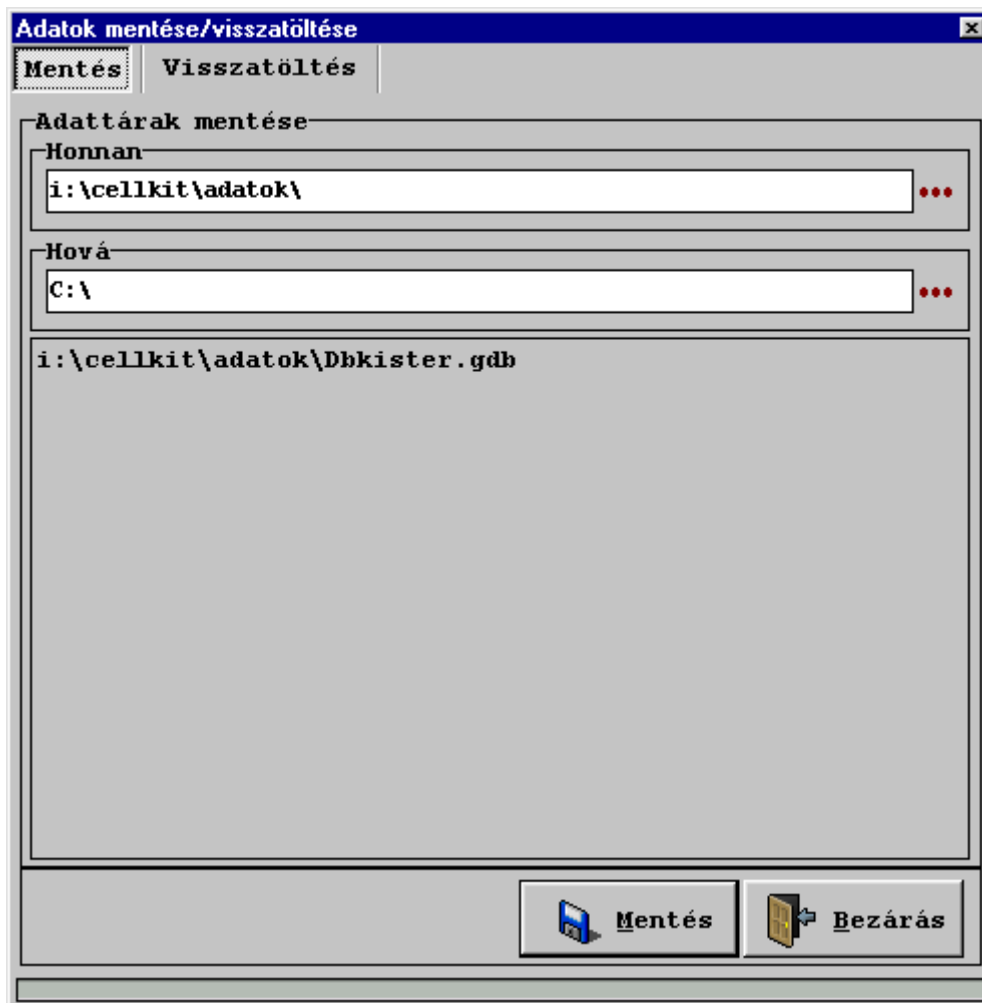 Adatok mentése/visszatöltése
Mentés Visszatöltés
Adattárak mentése
Honnan
i:\cellkit\adatok\
Hová
C:\
i:\cellkit\adatok\Dbkister.gdb
Mentés Bezárás